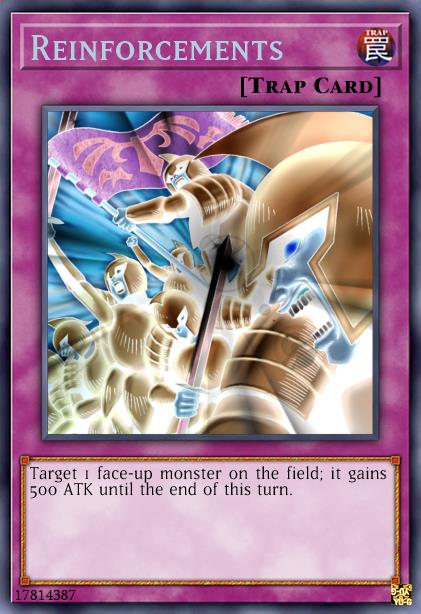 REINFORCEMENTS
TRAP
罠
[TRAP CARD]
Target 1 face-up monster on the field; it gains
500 ATK until the end of this turn.
17814387